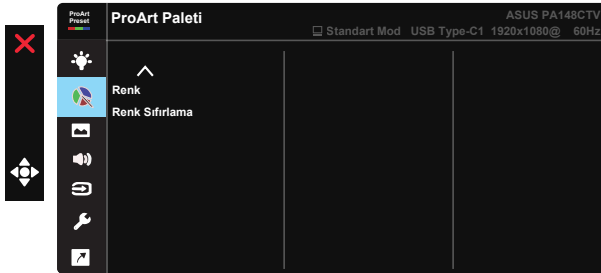 ProArt
Preset
ProArt Paleti
ASUS PA148CTV
Standart Mod USB Type-C1 1920x1080@ 60Hz
Renk
Renk Sıfırlama